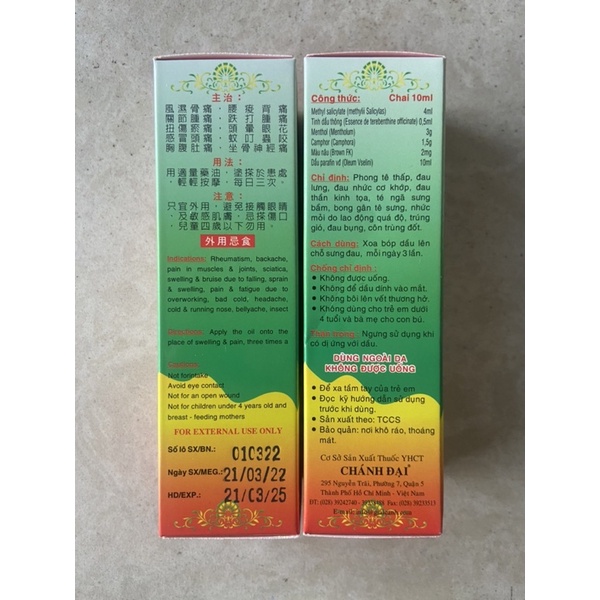 主治：
風濕骨痛，腰痠背痛
關節腫痛，跌打腫痛
扭傷瘀痛，頭暈眼花
感冒頭痛，蚊叮蟲咬
胸腹肚痛，坐骨神經痛
用法：
用適量藥油，塗搽於患處
，輕輕按摩，每日三次。
注意：
只宜外用，避免接觸眼睛
，及敏感肌膚，忌搽傷口
，兒童四歲以下勿用。
外用忌食
Indications: Rheumatism, backache,
pain in muscles & joints, sciatica,
swelling & bruise due to falling, sprain
& swelling, pain & fatigue due to
overworking, bad cold, headache,
cold & running nose, bellyache, insect
Directions: Apply the oil onto the
place of swelling & pain, three times a
Cautions:
Not for intake
Avoid eye contact
Not for an open wound
Not for children under 4 years old and
breast - feeding mothers
FOR EXTERNAL USE ONLY
Số lô SX/BN.: 010322
Ngày SX/MEG.: 21/03/22
HD/EXP.: 21/03/25
Công thức: Chai 10ml
Methyl salicylate (methylii Salicylas) 4ml
Tinh dầu thông (Essence de terebenthine officinale) 0,5ml
Menthol (Mentholum) 3g
Camphor (Camphora) 1,5g
Màu nâu (Brown FK) 2mg
Dầu parafin vđ (Oleum Vaselini) 10ml
Chỉ định: Phong tê thấp, đau
lưng, đau nhức cơ khớp, đau
thần kinh tọa, té ngã sưng
bầm, bong gân tê sưng, nhức
mỏi do lao động quá độ, trúng
gió, đau bụng, côn trùng đốt.
Cách dùng: Xoa bóp dầu lên
chỗ sưng đau, mỗi ngày 3 lần.
Chống chỉ định :
• Không được uống.
• Không để dầu dính vào mắt.
• Không bôi lên vết thương hở.
• Không dùng cho trẻ em dưới
4 tuổi và bà mẹ cho con bú.
Thận trọng: Ngưng sử dụng khi
có dị ứng với dầu.
DÙNG NGOÀI DA
KHÔNG ĐƯỢC UỐNG
• Để xa tầm tay của trẻ em
• Đọc kỹ hướng dẫn sử dụng
trước khi dùng.
• Sản xuất theo: TCCS
• Bảo quản: nơi khô ráo, thoáng
mát.
Cơ Sở Sản Xuất Thuốc YHCT
CHÁNH ĐẠI
295 Nguyễn Trãi, Phường 7, Quận 5
Thành Phố Hồ Chí Minh - Việt Nam
ĐT: (028) 39242740 - Fax: (028) 39235513
Email: